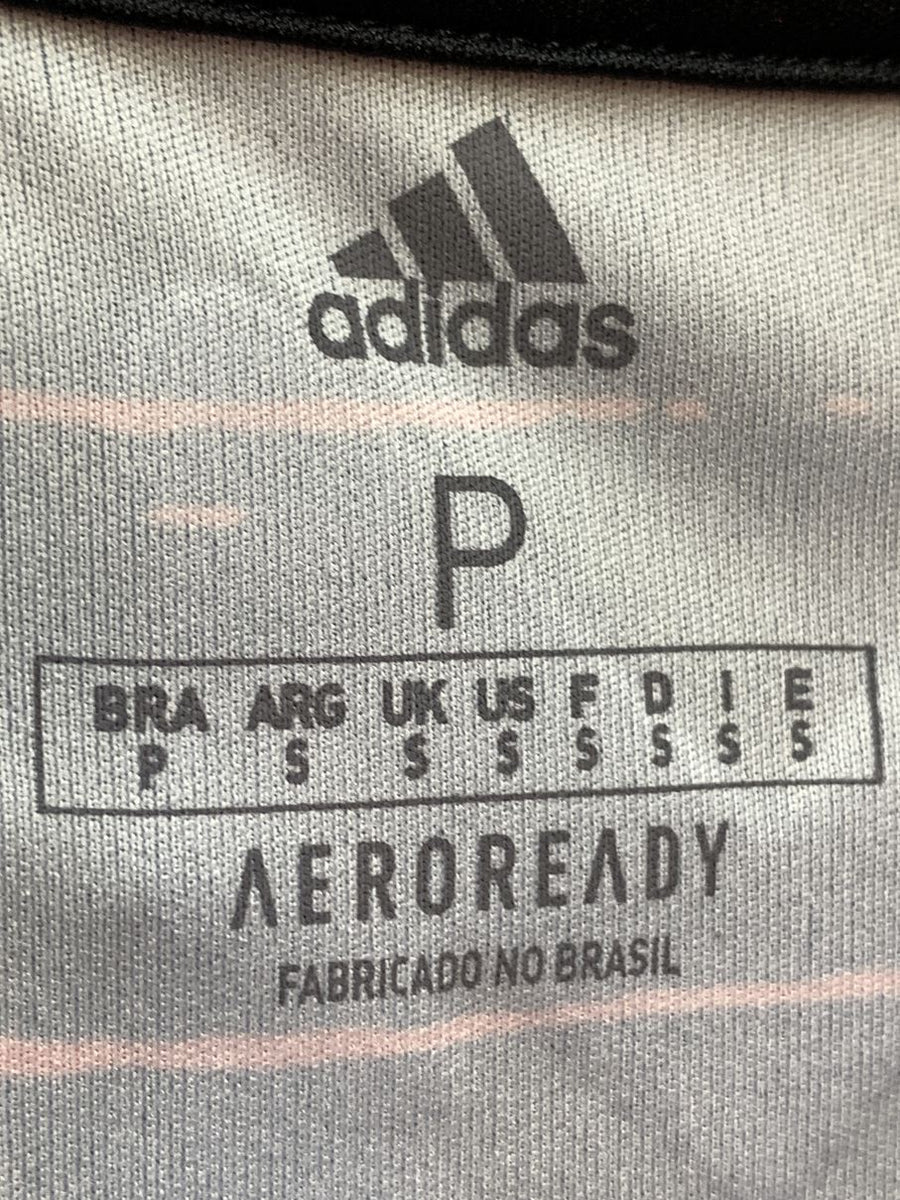 adidas
P
BRA ARG UK US F D I E
P S S S S S S S
AEROREADY
FABRICADO NO BRASIL